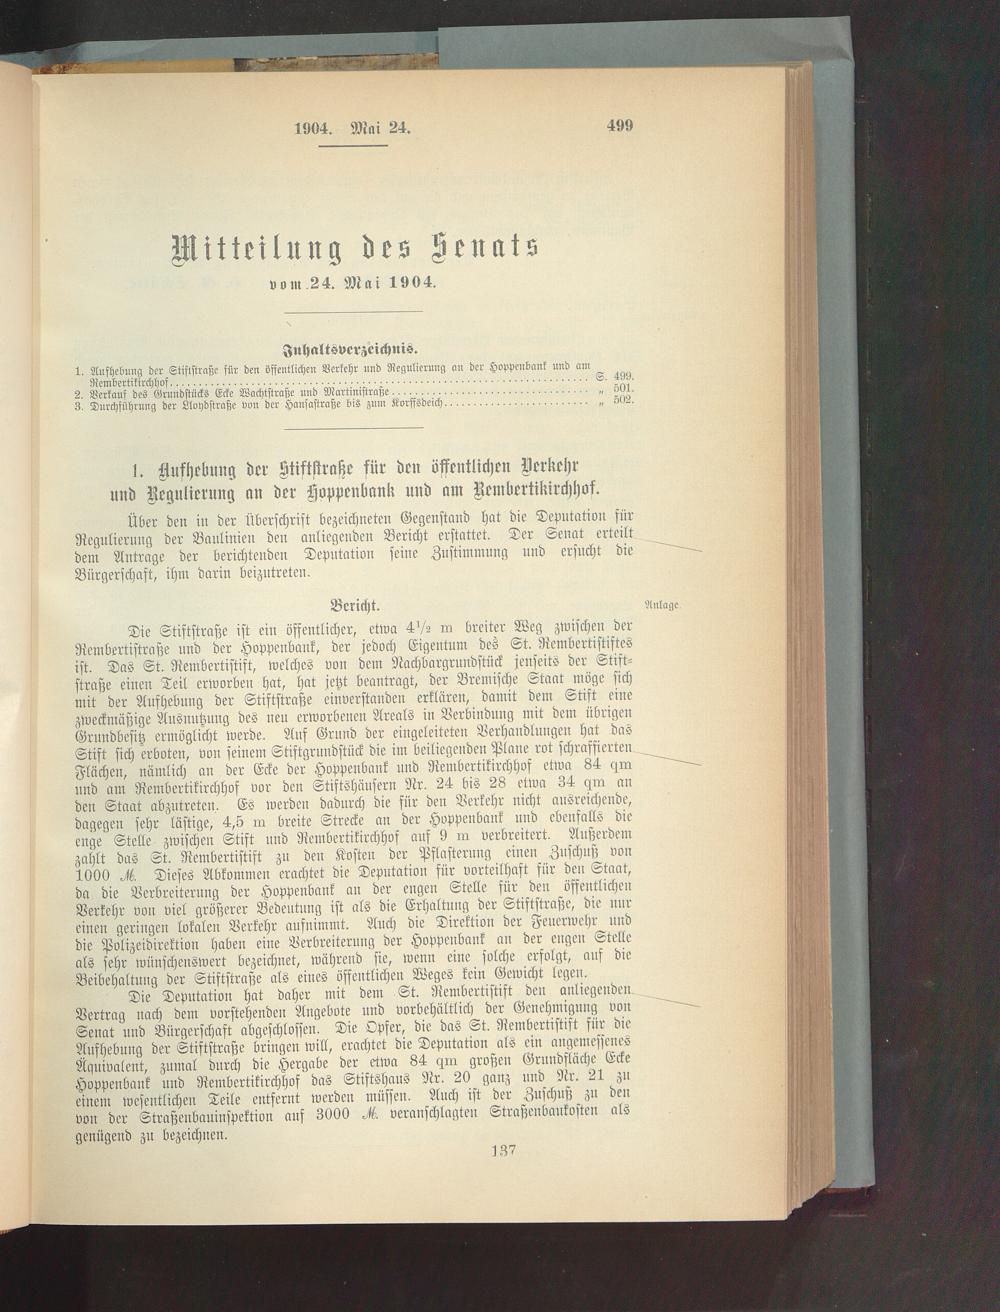 1904. Mai 24. 499
Mitteilung des Senats
vom 24. Mai 1904.
Inhaltsverzeichnis.
1. Aufhebung der Stiftstraße für den öffentlichen Verkehr und Regulierung an der Hoppenbank und am
Rembertikirchhof. . . . . . . . . . . . . . . . . . . . S. 499.
2. Verkauf des Grundstücks Ecke Wachtstraße und Martinistraße. . . . . . . . . . . . . . . . . . . . „ 501.
3. Durchführung der Lloydstraße von der Hansastraße bis zum Korffsdeich. . . . . . . . . . . . . . . . . . . . „ 502.
1. Aufhebung der Stiftstraße für den öffentlichen Verkehr
und Regulierung an der Hoppenbank und am Rembertikirchhof.
Über den in der Überschrift bezeichneten Gegenstand hat die Deputation für
Regulierung der Baulinien den anliegenden Bericht erstattet. Der Senat erteilt
dem Antrage der berichtenden Deputation seine Zustimmung und ersucht die
Bürgerschaft, ihm darin beizutreten.
Bericht. Anlage.
Die Stiftstraße ist ein öffentlicher, etwa 4½ m breiter Weg zwischen der
Rembertistraße und der Hoppenbank, der jedoch Eigentum des St. Rembertistiftes
ist. Das St. Rembertistift, welches von dem Nachbargrundstück jenseits der Stift-
straße einen Teil erworben hat, hat jetzt beantragt, der Bremische Staat möge sich
mit der Aufhebung der Stiftstraße einverstanden erklären, damit dem Stift eine
zweckmäßige Ausnutzung des neu erworbenen Areals in Verbindung mit dem übrigen
Grundbesitz ermöglicht werde. Auf Grund der eingeleiteten Verhandlungen hat das
Stift sich erboten, von seinem Stiftgrundstück die im beiliegenden Plane rot schraffierten
Flächen, nämlich an der Ecke der Hoppenbank und Rembertikirchhof etwa 84 qm
und am Rembertikirchhof vor den Stiftshäusern Nr. 24 bis 28 etwa 34 qm an
den Staat abzutreten. Es werden dadurch die für den Verkehr nicht ausreichende,
dagegen sehr lästige, 4,5 m breite Strecke an der Hoppenbank und ebenfalls die
enge Stelle zwischen Stift und Rembertikirchhof auf 9 m verbreitert. Außerdem
zahlt das St. Rembertistift zu den Kosten der Pflasterung einen Zuschuß von
1000 ℳ. Dieses Abkommen erachtet die Deputation für vorteilhaft für den Staat,
da die Verbreiterung der Hoppenbank an der engen Stelle für den öffentlichen
Verkehr von viel größerer Bedeutung ist als die Erhaltung der Stiftstraße, die nur
einen geringen lokalen Verkehr aufnimmt. Auch die Direktion der Feuerwehr und
die Polizeidirektion haben eine Verbreiterung der Hoppenbank an der engen Stelle
als sehr wünschenswert bezeichnet, während sie, wenn eine solche erfolgt, auf die
Beibehaltung der Stiftstraße als eines öffentlichen Weges kein Gewicht legen.
Die Deputation hat daher mit dem St. Rembertistift den anliegenden
Vertrag nach dem vorstehenden Angebote und vorbehältlich der Genehmigung von
Senat und Bürgerschaft abgeschlossen. Die Opfer, die das St. Rembertistift für die
Aufhebung der Stiftstraße bringen will, erachtet die Deputation als ein angemessenes
Äquivalent, zumal durch die Hergabe der etwa 84 qm großen Grundfläche Ecke
Hoppenbank und Rembertikirchhof das Stiftshaus Nr. 20 ganz und Nr. 21 zu
einem wesentlichen Teile entfernt werden müssen. Auch ist der Zuschuß zu den
von der Straßenbauinspektion auf 3000 ℳ. veranschlagten Straßenbaukosten als
genügend zu bezeichnen.
137